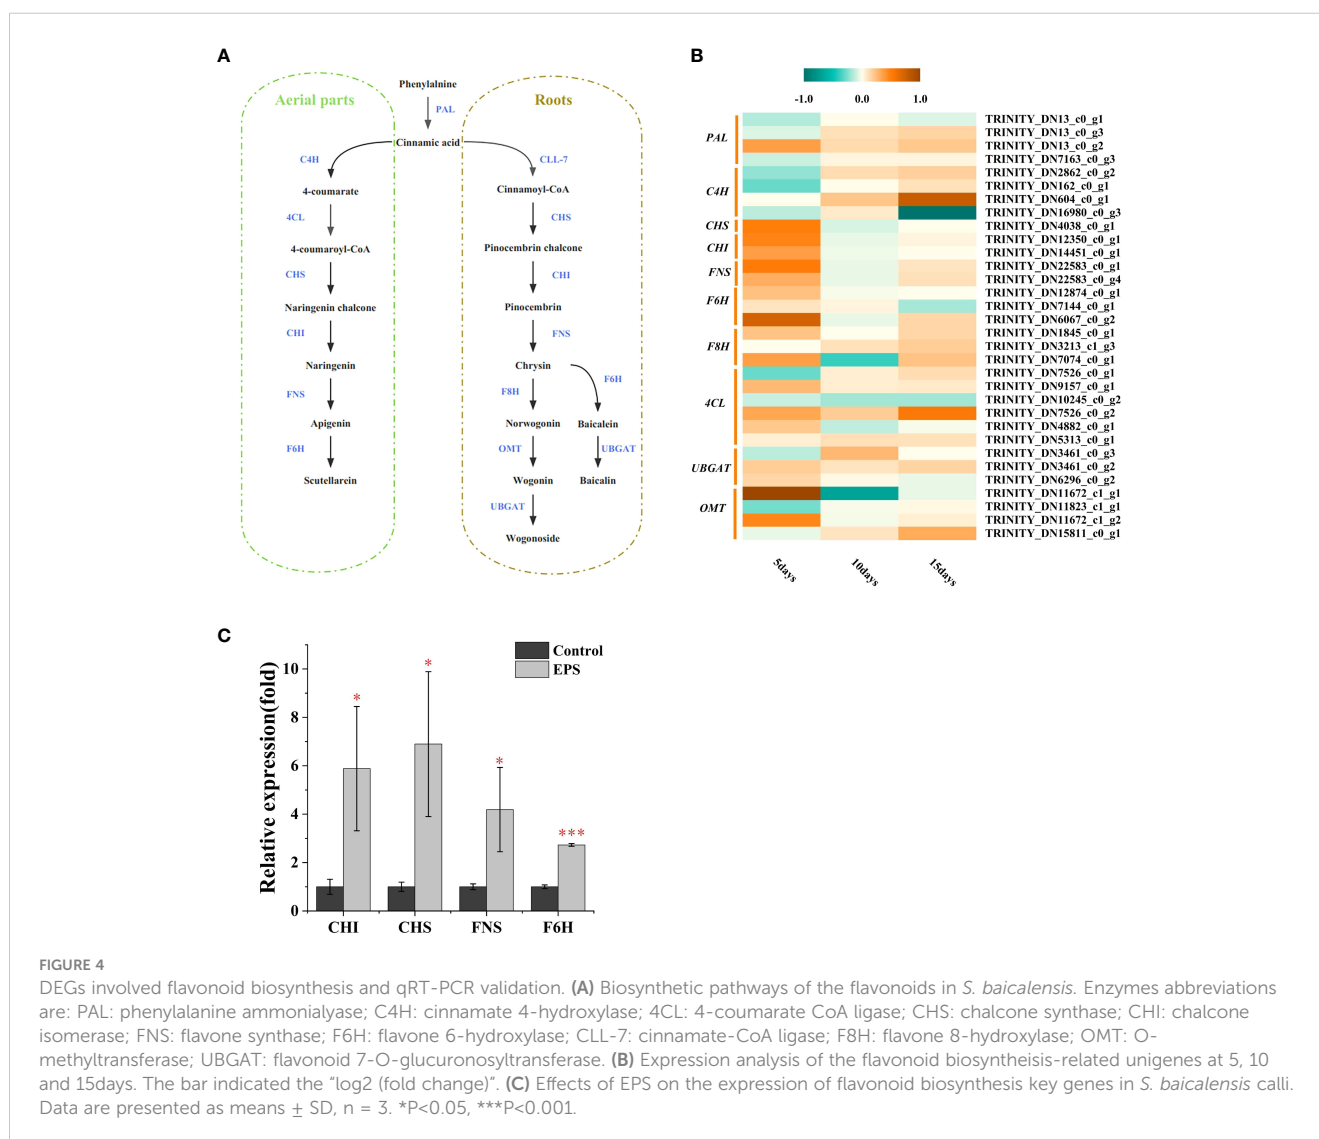 A
Aerial parts
Roots
Phenylalnine
PAL
Cinnamic acid
C4H
CLL-7
4-coumarate
Cinnamoyl-CoA
4CL
CHS
4-coumaroyl-CoA
Pinocembrin chalcone
CHS
CHI
Naringenin chalcone
Pinocembrin
CHI
FNS
Naringenin
Chrysin
FNS
F8H
F6H
Apigenin
Norwogonin
Baicalein
F6H
OMT
UBGAT
Scutellarein
Wogonin
Baicalin
UBGAT
Wogonoside
B
-1.0 0.0 1.0
PAL
C4H
CHS
CHI
FNS
F6H
F8H
4CL
UBGAT
OMT
TRINITY_DN13_c0_g1
TRINITY_DN13_c0_g3
TRINITY_DN13_c0_g2
TRINITY_DN7163_c0_g3
TRINITY_DN2862_c0_g2
TRINITY_DN162_c0_g1
TRINITY_DN604_c0_g1
TRINITY_DN16980_c0_g3
TRINITY_DN4038_c0_g1
TRINITY_DN12350_c0_g1
TRINITY_DN14451_c0_g1
TRINITY_DN22583_c0_g1
TRINITY_DN22583_c0_g4
TRINITY_DN12874_c0_g1
TRINITY_DN7144_c0_g1
TRINITY_DN6067_c0_g2
TRINITY_DN1845_c0_g1
TRINITY_DN3213_c1_g3
TRINITY_DN7074_c0_g1
TRINITY_DN7526_c0_g1
TRINITY_DN9157_c0_g1
TRINITY_DN10245_c0_g2
TRINITY_DN7526_c0_g2
TRINITY_DN4882_c0_g1
TRINITY_DN5313_c0_g1
TRINITY_DN3461_c0_g3
TRINITY_DN3461_c0_g2
TRINITY_DN6296_c0_g2
TRINITY_DN11672_c1_g1
TRINITY_DN11823_c1_g1
TRINITY_DN11672_c1_g2
TRINITY_DN15811_c0_g1
5days 10days 15days
C
Relative expression(fold)
10
8
6
4
2
0
Control
EPS
* * * ***
CHI CHS FNS F6H
FIGURE 4
DEGs involved flavonoid biosynthesis and qRT-PCR validation. (A) Biosynthetic pathways of the flavonoids in S. baicalensis. Enzymes abbreviations
are: PAL: phenylalanine ammonialyase; C4H: cinnamate 4-hydroxylase; 4CL: 4-coumarate CoA ligase; CHS: chalcone synthase; CHI: chalcone
isomerase; FNS: flavone synthase; F6H: flavone 6-hydroxylase; CLL-7: cinnamate-CoA ligase; F8H: flavone 8-hydroxylase; OMT: O-
methyltransferase; UBGAT: flavonoid 7-O-glucuronosyltransferase. (B) Expression analysis of the flavonoid biosyntheisis-related unigenes at 5, 10
and 15days. The bar indicated the “log2 (fold change)”. (C) Effects of EPS on the expression of flavonoid biosynthesis key genes in S. baicalensis calli.
Data are presented as means ± SD, n = 3. *P<0.05, ***P<0.001.